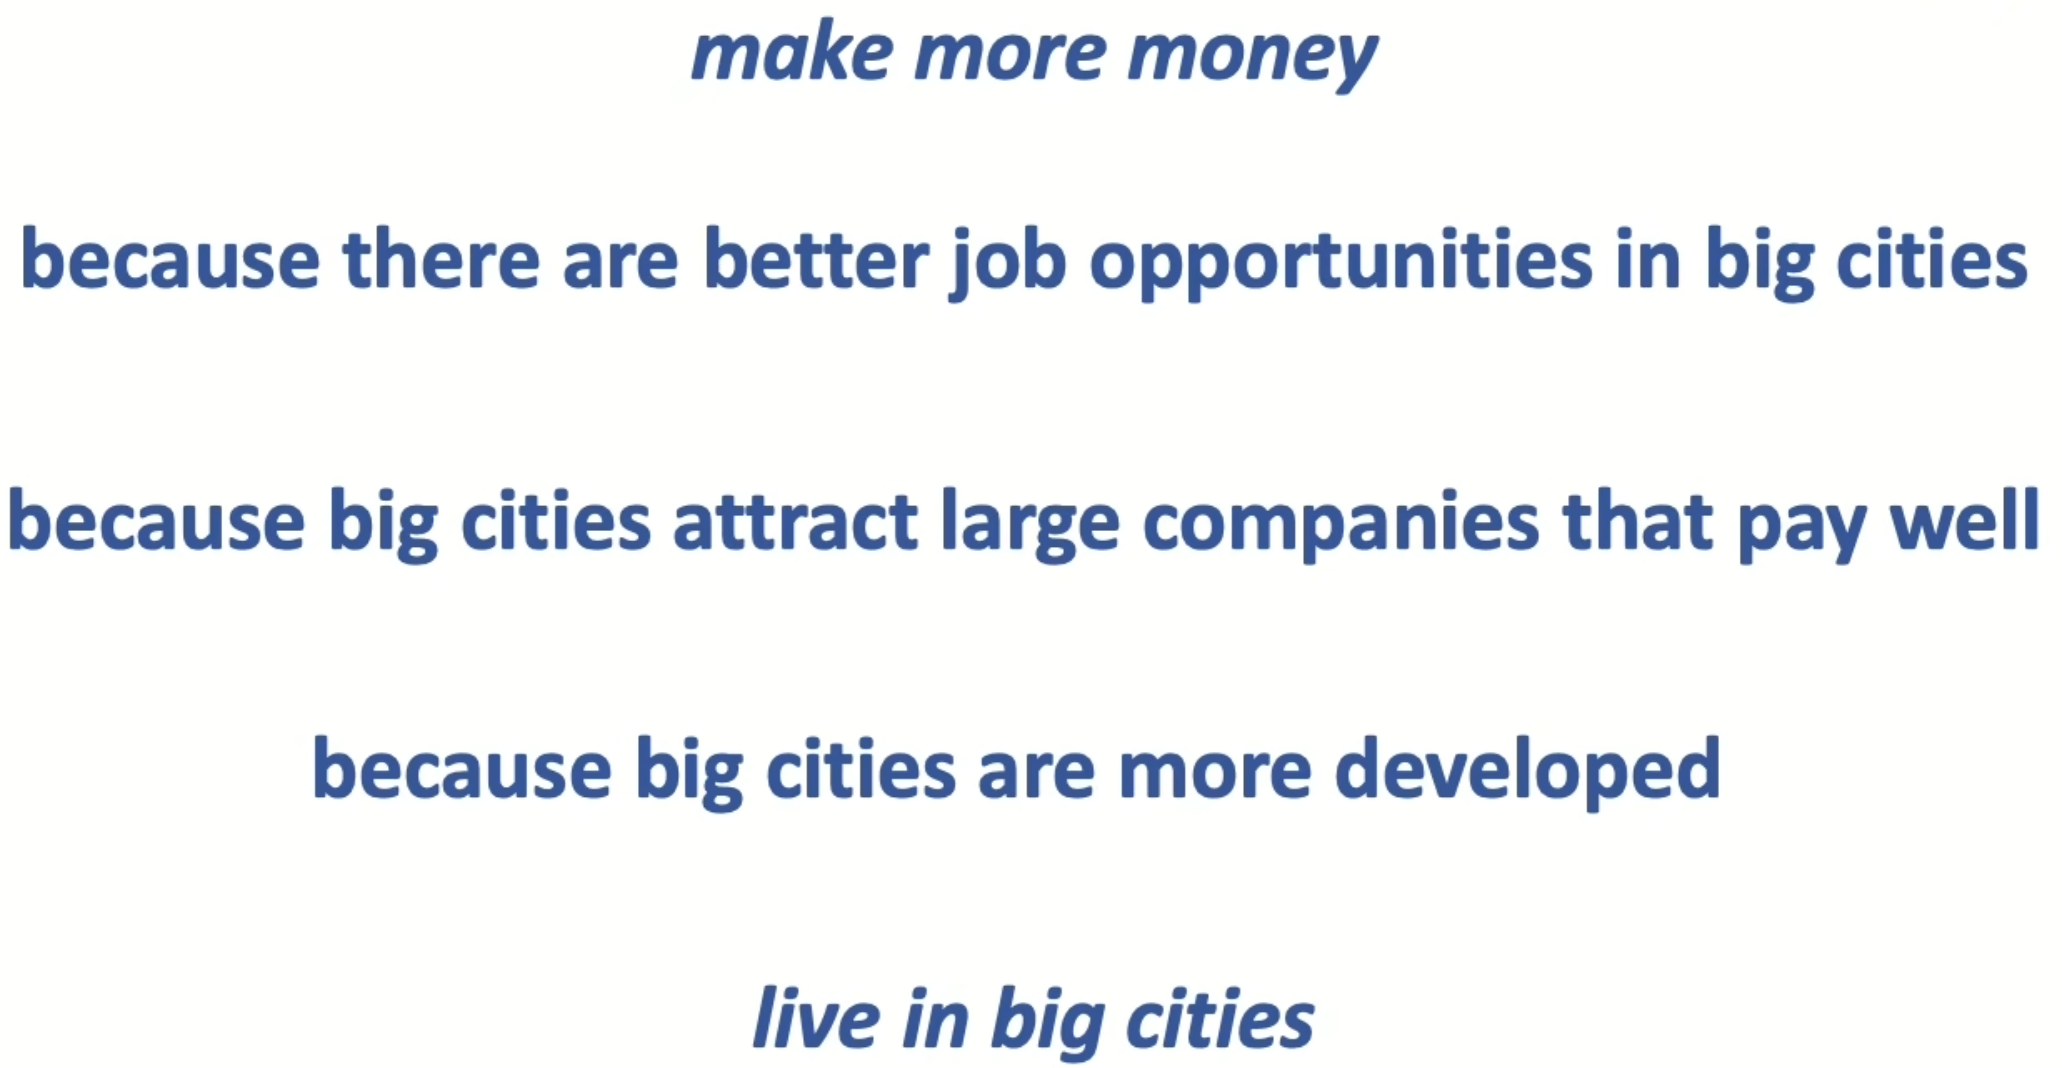 make more money
because there are better job opportunities in big cities
because big cities attract large companies that pay well
because big cities are more developed
live in big cities